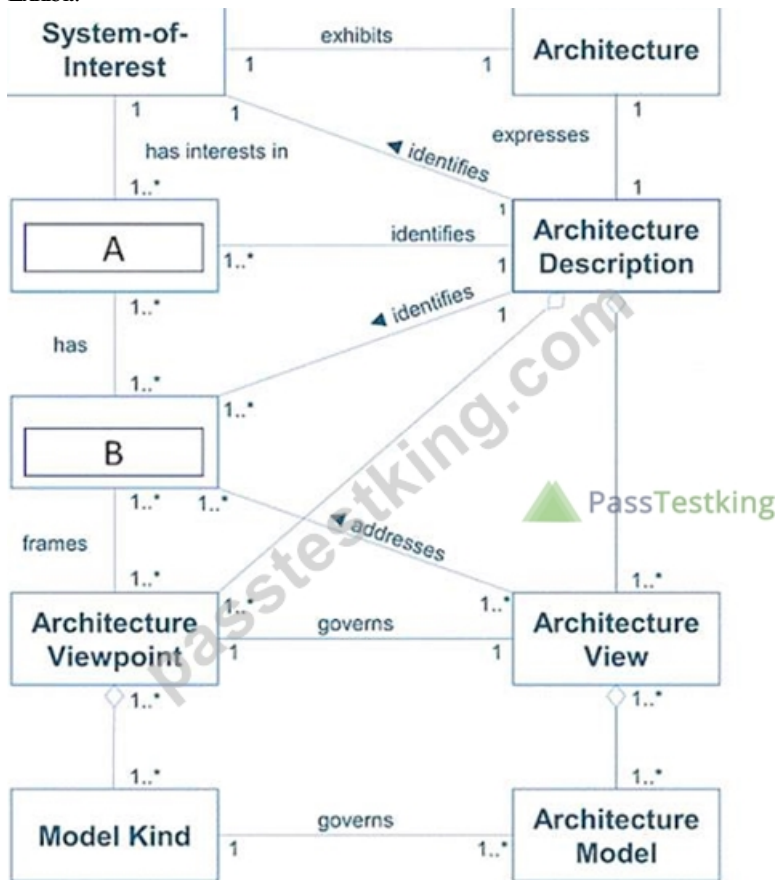 System-of-
Interest
exhibits
1
1
Architecture
1
1
has interests in
identifies
expresses
1
1
1..*
1
A
1..*
identifies
1
Architecture
Description
1..*
has
identifies
1
1..*
1..*
B
1..*
1..*
frames
addresses
PassTestking
passtestking.com
1..*
1..*
1..*
1..*
Architecture
Viewpoint
governs
1
1
Architecture
View
1..*
1..*
1..*
1..*
Model Kind
governs
1
1..*
Architecture
Model